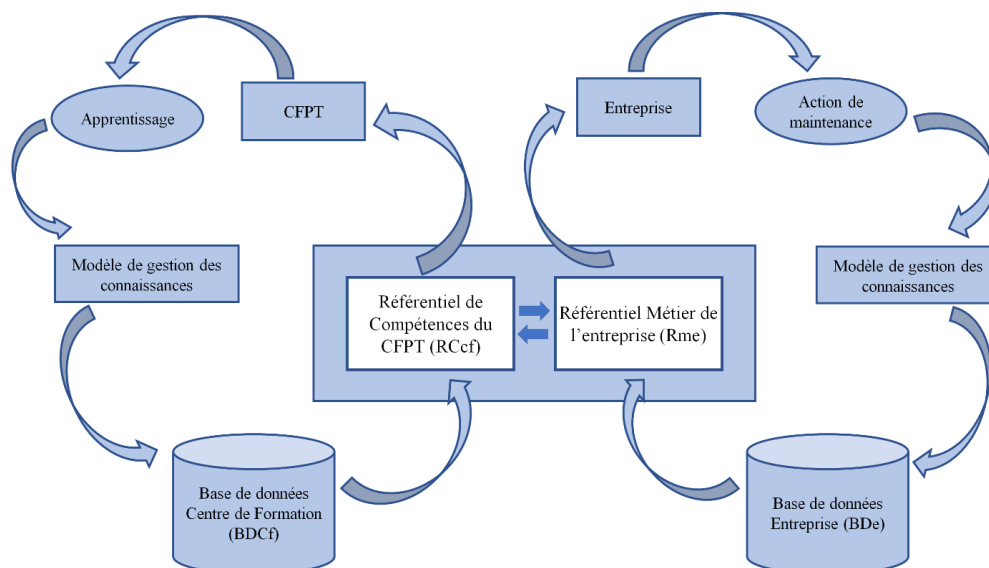 Apprentissage
CFPT
Entreprise
Action de
maintenance
Modèle de gestion des
connaissances
Référentiel de
Compétences du
CFPT (RCcf)
Référentiel Métier de
l’entreprise (Rme)
Modèle de gestion des
connaissances
Base de données
Centre de Formation
(BDCf)
Base de données
Entreprise (BDe)